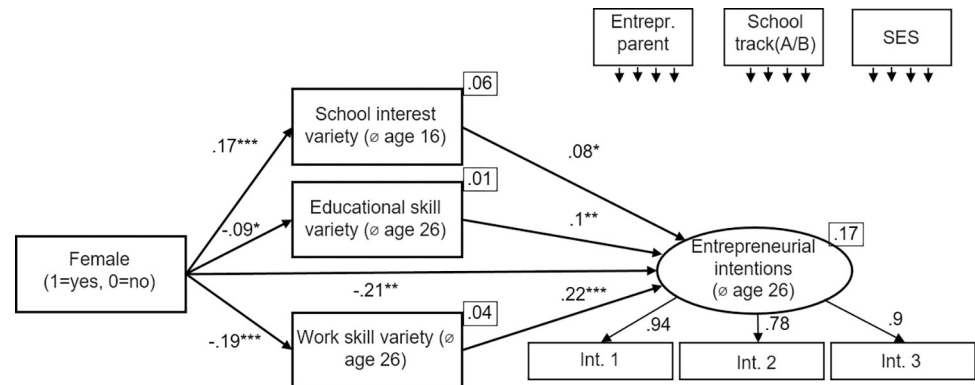 Entrepr.
parent
School
track(A/B)
SES
.06
School interest
variety (ø age 16)
.17***
.08*
.01
Educational skill
variety (ø age 26)
-.09*
.1**
Female
(1=yes, 0=no)
.17
Entrepreneurial
intentions
(ø age 26)
-.21**
.22***
-.19***
.04
Work skill variety (ø
age 26)
.94
.78
.9
Int. 1
Int. 2
Int. 3